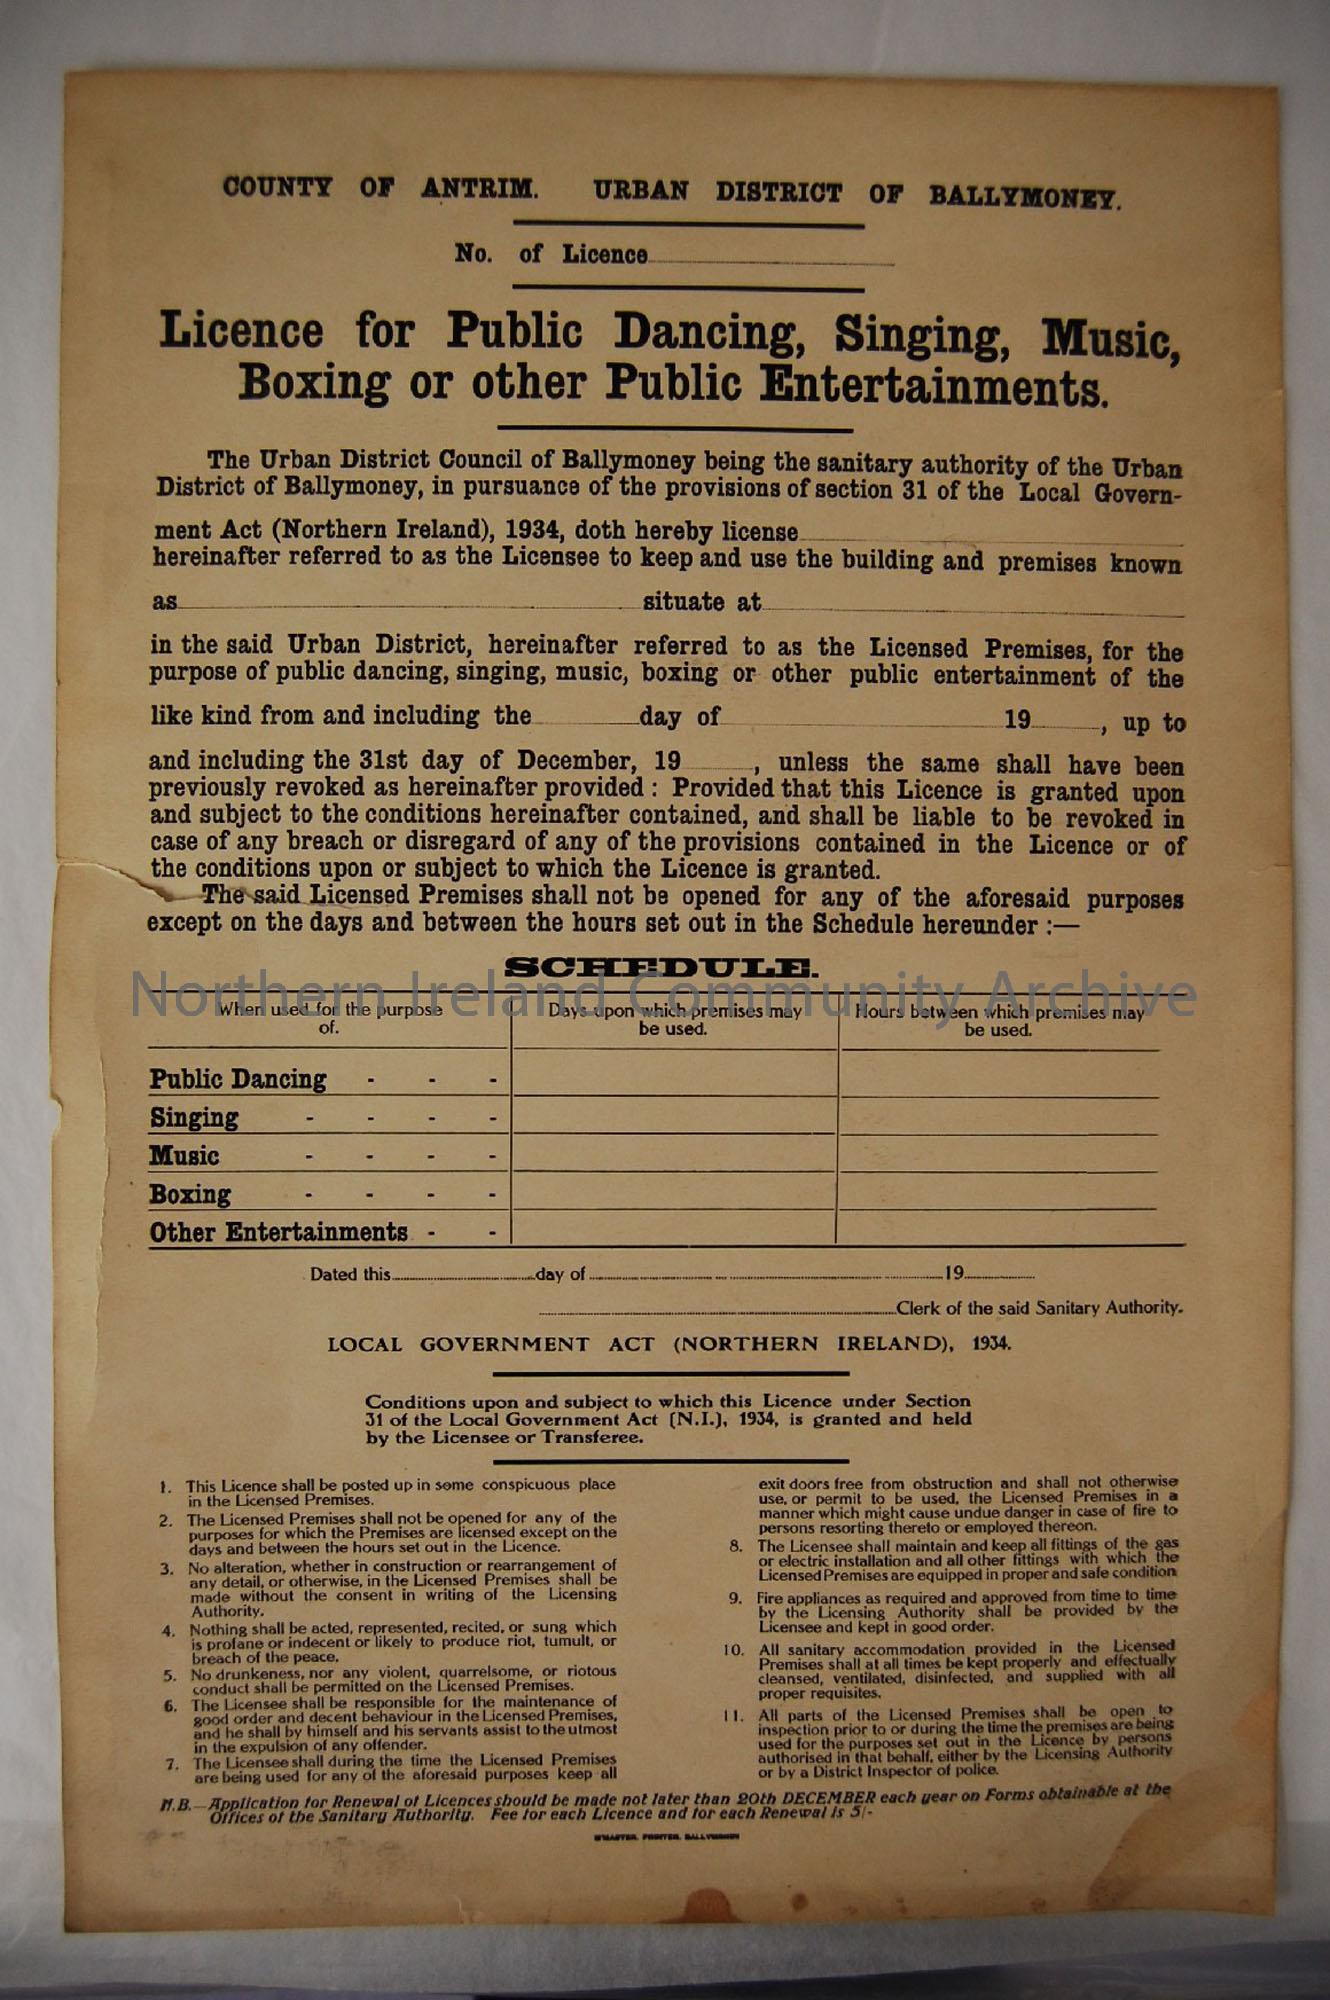 COUNTY OF ANTRIM. URBAN DISTRICT OF BALLYMONEY.
No. of Licence
Licence for Public Dancing, Singing, Music,
Boxing or other Public Entertainments.
The Urban District Council of Ballymoney being the sanitary authority of the Urban
District of Ballymoney, in pursuance of the provisions of section 31 of the Local Govern-
ment Act (Northern Ireland), 1934, doth hereby license
hereinafter referred to as the Licensee to keep and use the building and premises known
as situate at
in the said Urban District, hereinafter referred to as the Licensed Premises, for the
purpose of public dancing, singing, music, boxing or other public entertainment of the
like kind from and including the day of 19 , up to
and including the 31st day of December, 19 , unless the same shall have been
previously revoked as hereinafter provided : Provided that this Licence is granted upon
and subject to the conditions hereinafter contained, and shall be liable to be revoked in
case of any breach or disregard of any of the provisions contained in the Licence or of
the conditions upon or subject to which the Licence is granted.
The said Licensed Premises shall not be opened for any of the aforesaid purposes
except on the days and between the hours set out in the Schedule hereunder :—
SCHEDULE.
Northern Ireland Community Archive
When used for the purpose
of.
Days upon which premises may
be used.
Hours between which premises may
be used.
Public Dancing - - -
Singing - - - -
Music - - - -
Boxing - - - -
Other Entertainments - -
Dated this day of 19
Clerk of the said Sanitary Authority.
LOCAL GOVERNMENT ACT (NORTHERN IRELAND), 1934.
Conditions upon and subject to which this Licence under Section
31 of the Local Government Act (N.I.), 1934, is granted and held
by the Licensee or Transferee.
1. This Licence shall be posted up in some conspicuous place
in the Licensed Premises.
2. The Licensed Premises shall not be opened for any of the
purposes for which the Premises are licensed except on the
days and between the hours set out in the Licence.
3. No alteration, whether in construction or rearrangement of
any detail, or otherwise, in the Licensed Premises shall be
made without the consent in writing of the Licensing
Authority.
4. Nothing shall be acted, represented, recited, or sung which
is profane or indecent or likely to produce riot, tumult, or
breach of the peace.
5. No drunkeness, nor any violent, quarrelsome, or riotous
conduct shall be permitted on the Licensed Premises.
6. The Licensee shall be responsible for the maintenance of
good order and decent behaviour in the Licensed Premises,
and he shall by himself and his servants assist to the utmost
in the expulsion of any offender.
7. The Licensee shall during the time the Licensed Premises
are being used for any of the aforesaid purposes keep all
exit doors free from obstruction and shall not otherwise
use, or permit to be used, the Licensed Premises in a
manner which might cause undue danger in case of fire to
persons resorting thereto or employed thereon.
8. The Licensee shall maintain and keep all fittings of the gas
or electric installation and all other fittings with which the
Licensed Premises are equipped in proper and safe condition
9. Fire appliances as required and approved from time to time
by the Licensing Authority shall be provided by the
Licensee and kept in good order.
10. All sanitary accommodation provided in the Licensed
Premises shall at all times be kept properly and effectually
cleansed, ventilated, disinfected, and supplied with all
proper requisites.
11. All parts of the Licensed Premises shall be open to
inspection prior to or during the time the premises are being
used for the purposes set out in the Licence by persons
authorised in that behalf, either by the Licensing Authority
or by a District Inspector of police.
N.B.—Application for Renewal of Licences should be made not later than 20th DECEMBER each year on Forms obtainable at the
Offices of the Sanitary Authority. Fee for each Licence and for each Renewal is 5/-
PRINTER, BALLYMONEY